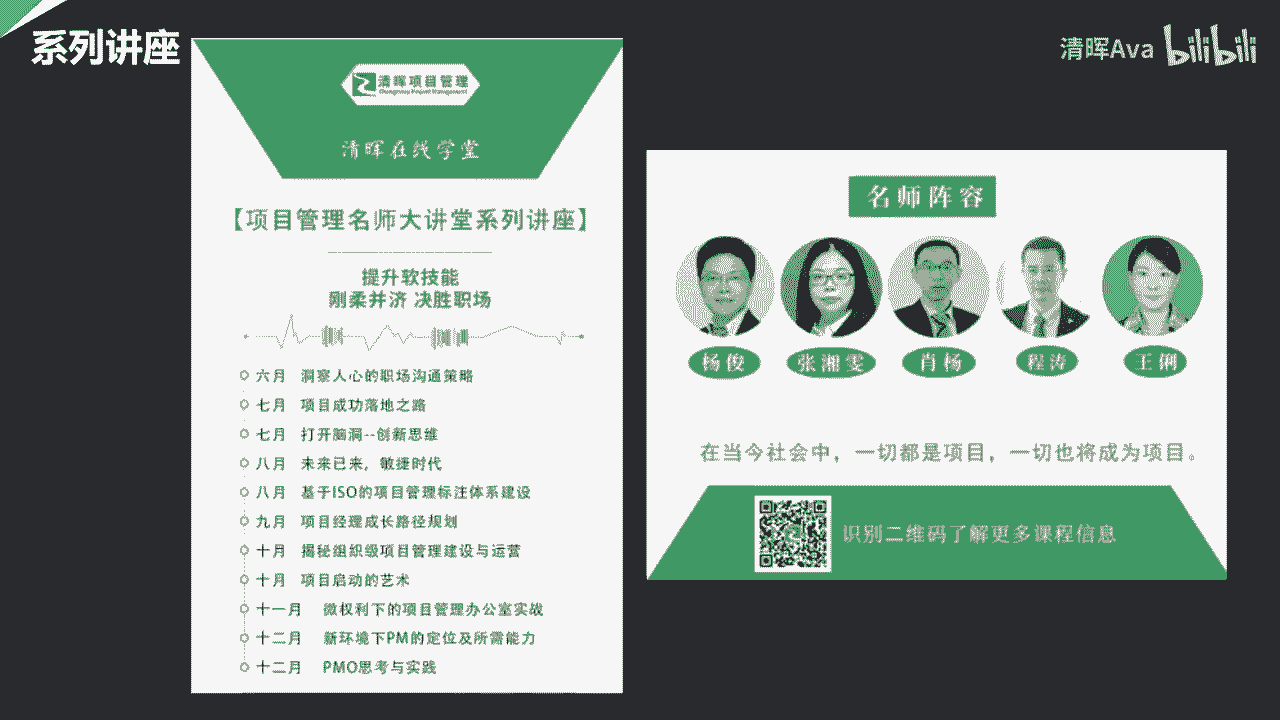 系列讲座
清晖Ava bilibili
清晖项目管理
清晖在线学堂
【项目管理名师大讲堂系列讲座】
提升软技能
刚柔并济 决胜职场
六月 洞察人心的职场沟通策略
七月 项目成功落地之路
七月 打开脑洞--创新思维
八月 未来已来，敏捷时代
八月 基于ISO的项目管理标注体系建设
九月 项目经理成长路径规划
十月 揭秘组织级项目管理建设与运营
十月 项目启动的艺术
十一月 微权利下的项目管理办公室实战
十二月 新环境下PM的定位及所需能力
十二月 PMO思考与实践
名师阵容
杨俊 张湘雯 肖杨 程涛 王俐
在当今社会中，一切都是项目，一切也将成为项目。
识别二维码了解更多课程信息